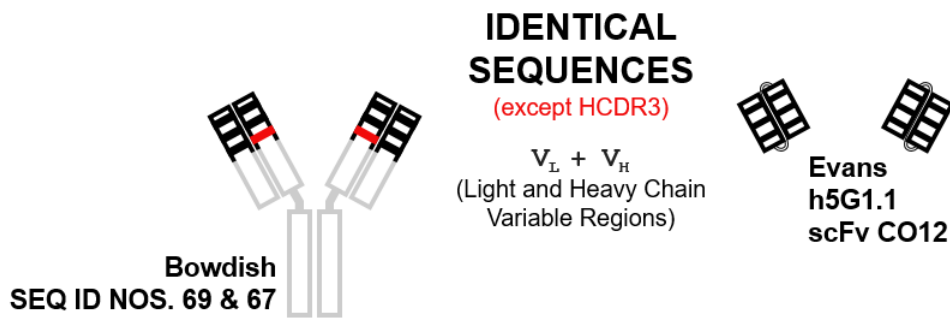 IDENTICAL
SEQUENCES
(except HCDR3)
VL + VH
(Light and Heavy Chain
Variable Regions)
Evans
h5G1.1
scFv CO12
Bowdish
SEQ ID NOS. 69 & 67